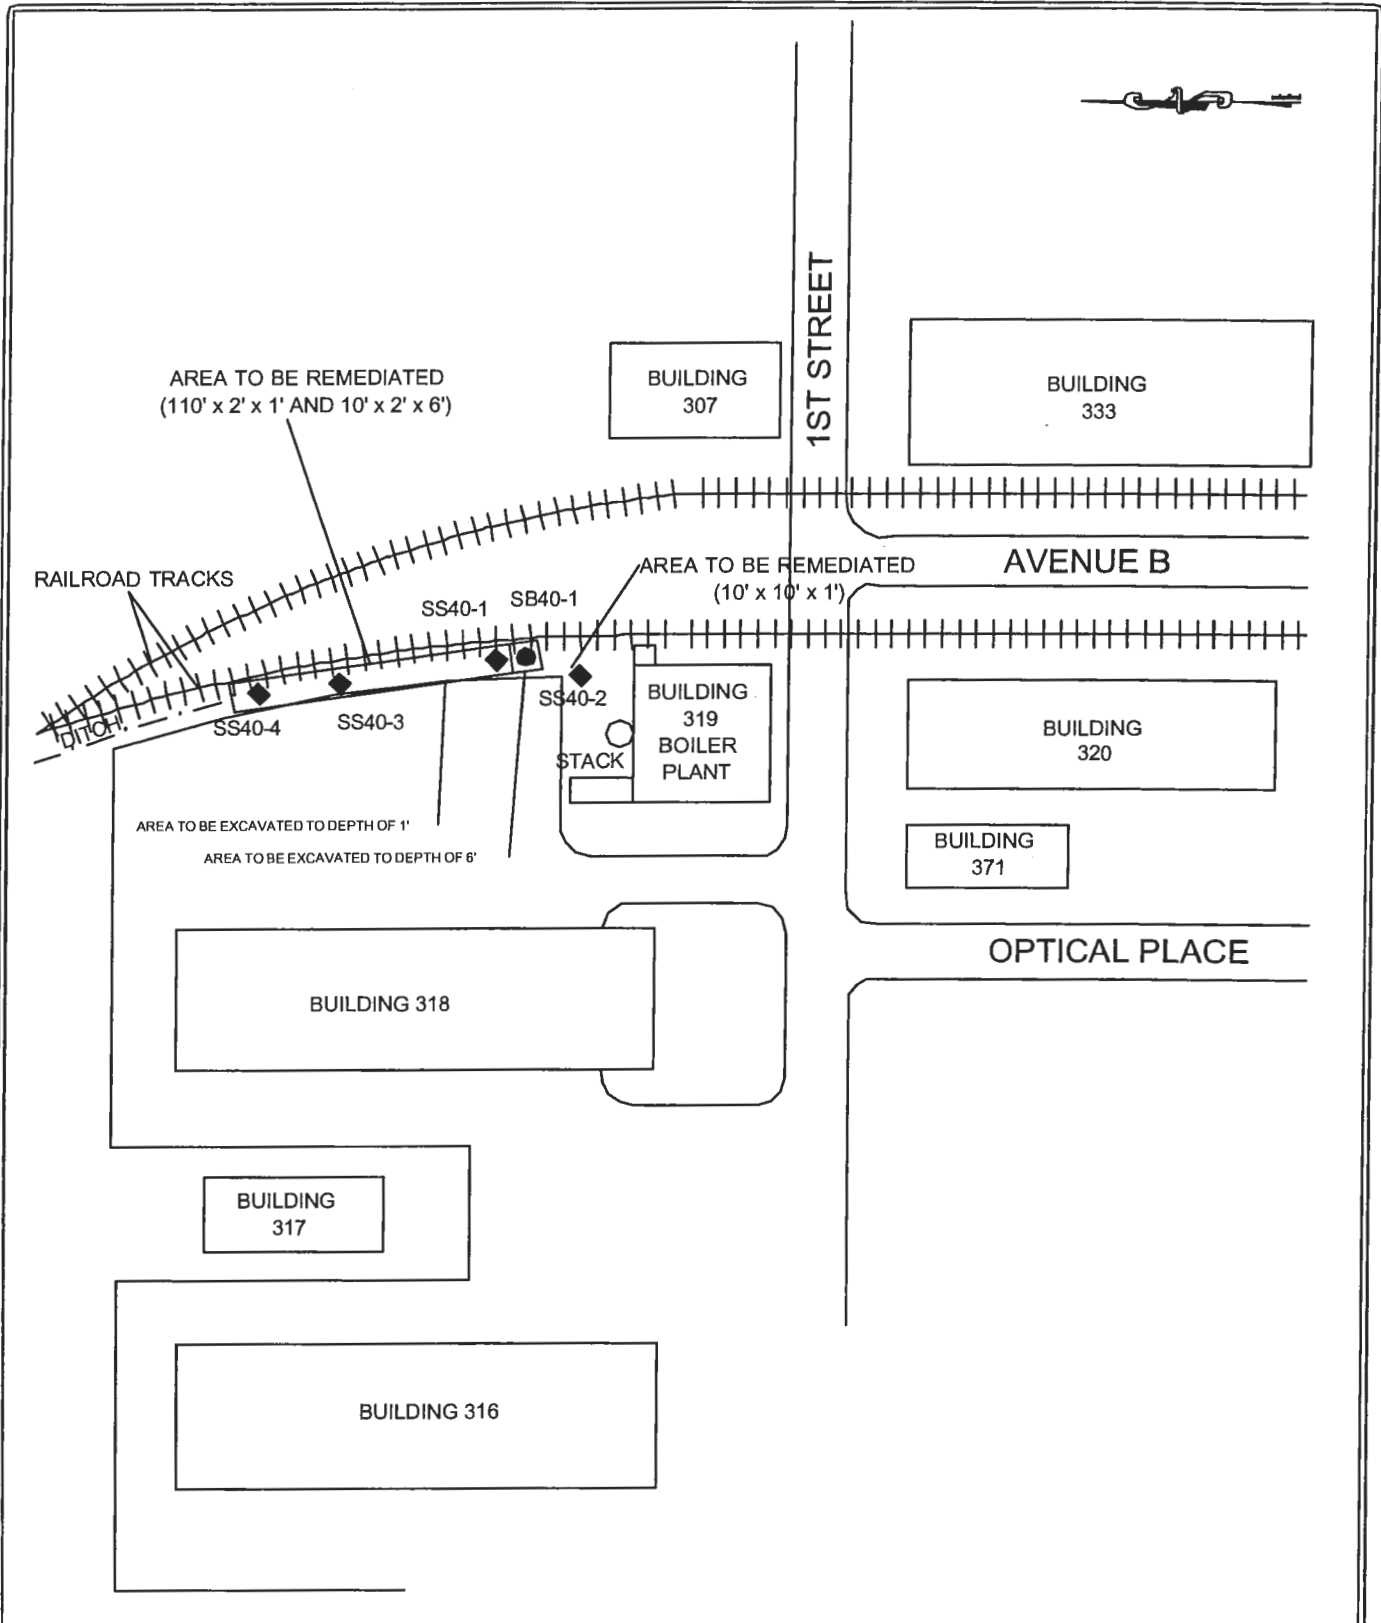 1ST STREET
BUILDING
307
BUILDING
333
AREA TO BE REMEDIATED
(110' x 2' x 1' AND 10' x 2' x 6')
AVENUE B
AREA TO BE REMEDIATED
(10' x 10' x 1')
RAILROAD TRACKS
SS40-1
SB40-1
SS40-2
SS40-3
SS40-4
DITCH
BUILDING
319
BOILER
PLANT
STACK
BUILDING
320
AREA TO BE EXCAVATED TO DEPTH OF 1'
AREA TO BE EXCAVATED TO DEPTH OF 6'
BUILDING
371
OPTICAL PLACE
BUILDING 318
BUILDING
317
BUILDING 316